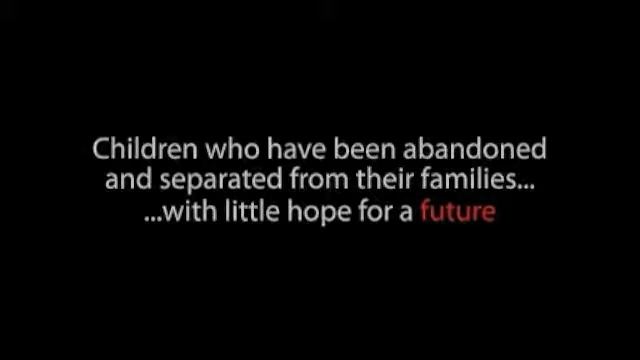 Children who have been abandoned
and separated from their families...
...with little hope for a future